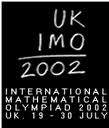 UK
IMO
2002
INTERNATIONAL
MATHEMATICAL
OLYMPIAD 2002
UK. 19 - 30 JULY